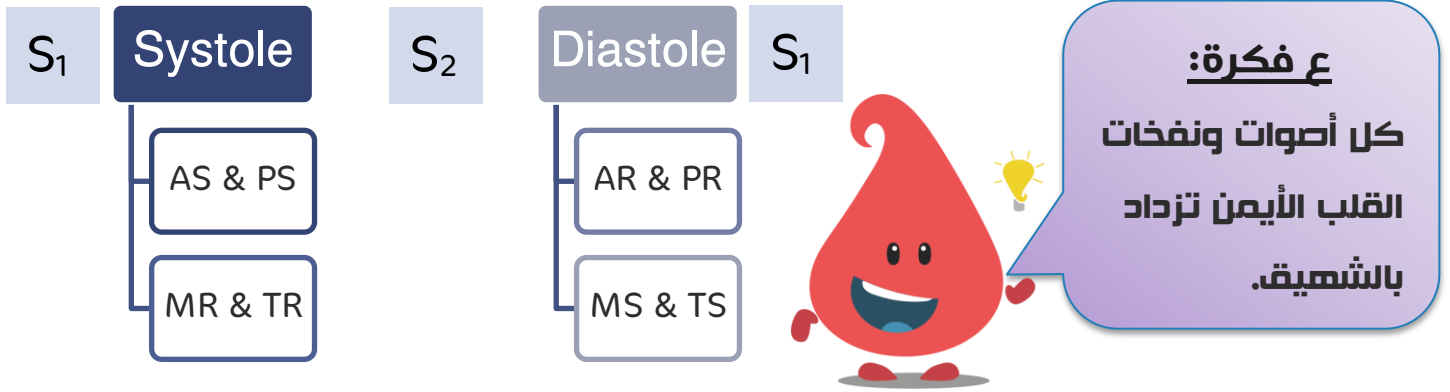 S₁
Systole
S₂
Diastole
S₁
AS & PS
AR & PR
MR & TR
MS & TS
ع فكرة:
كل أصوات ونفخات
القلب الأيمن تزداد
بالشهيق.